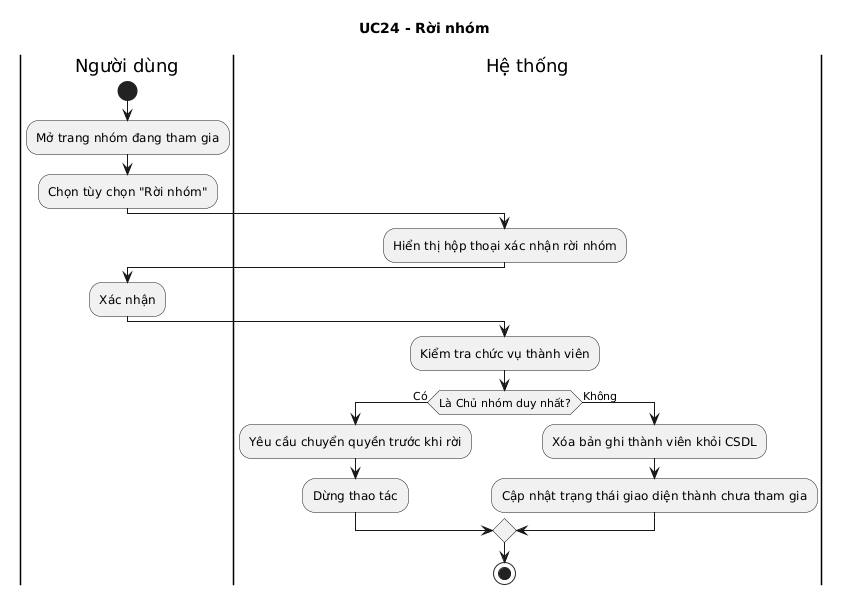 UC24 - Rời nhóm
Người dùng
Hệ thống
Mở trang nhóm đang tham gia
Chọn tùy chọn "Rời nhóm"
Hiển thị hộp thoại xác nhận rời nhóm
Xác nhận
Kiểm tra chức vụ thành viên
Là Chủ nhóm duy nhất?
Có
Không
Yêu cầu chuyển quyền trước khi rời
Xóa bản ghi thành viên khỏi CSDL
Dừng thao tác
Cập nhật trạng thái giao diện thành chưa tham gia